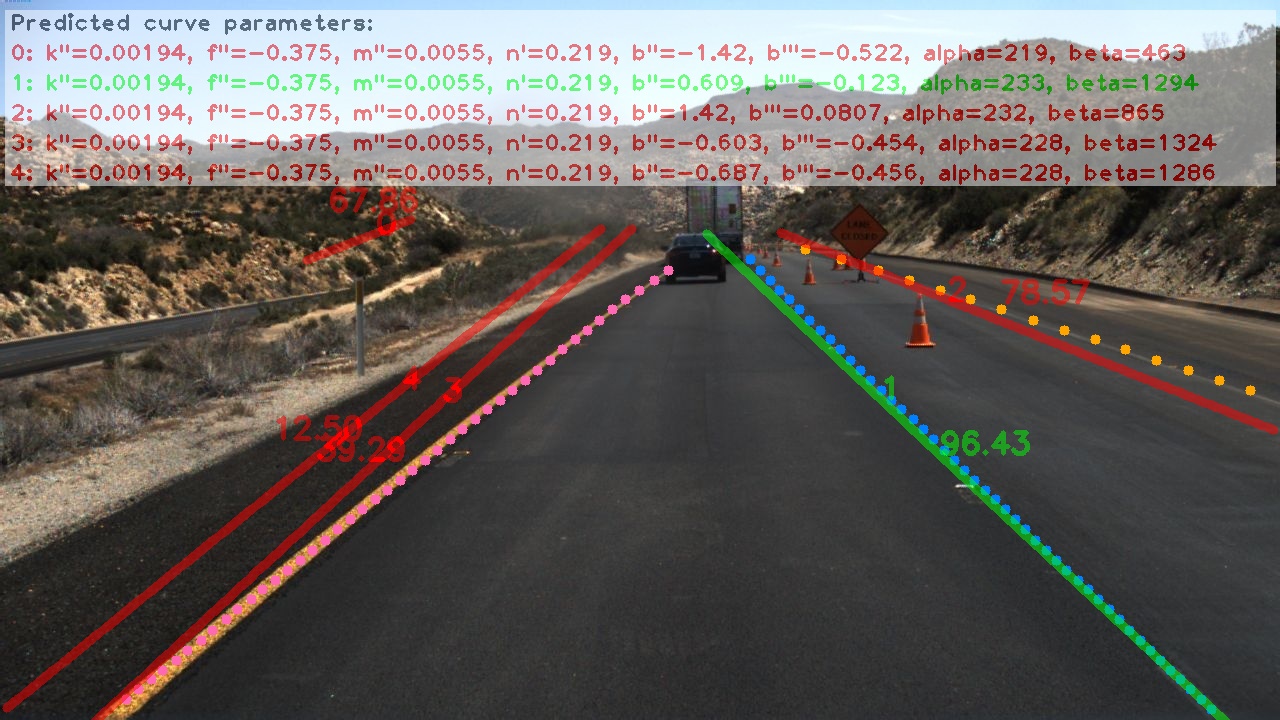 Predicted curve parameters:
0: k''=0.00194, f''=-0.375, m''=0.0055, n'=0.219, b''=-1.42, b'''=-0.522, alpha=219, beta=463
1: k''=0.00194, f''=-0.375, m''=0.0055, n'=0.219, b''=0.609, b'''=-0.123, alpha=233, beta=1294
2: k''=0.00194, f''=-0.375, m''=0.0055, n'=0.219, b''=1.42, b'''=0.0807, alpha=232, beta=865
3: k''=0.00194, f''=-0.375, m''=0.0055, n'=0.219, b''=-0.603, b'''=-0.454, alpha=228, beta=1324
4: k''=0.00194, f''=-0.375, m''=0.0055, n'=0.219, b''=-0.687, b'''=-0.456, alpha=228, beta=1286
67.86
0
LANE
CLOSED
2 78.57
4 3
1
12.50
39.29
96.43